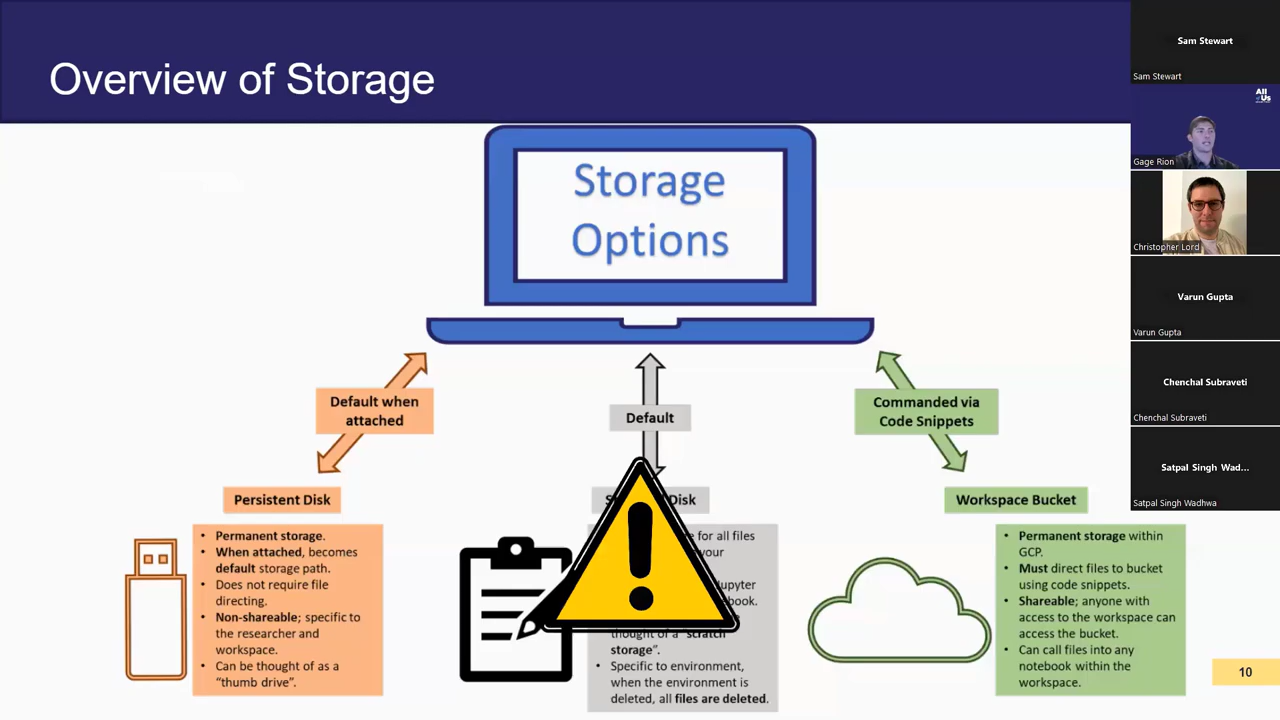 Overview of Storage
Storage
Options
Default when
attached
Default
Commanded via
Code Snippets
Persistent Disk
• Permanent storage.
• When attached, becomes
default storage path.
• Does not require file
directing.
• Non-shareable; specific to
the researcher and
workspace.
• Can be thought of as a
“thumb drive”.
Disk
for all files
your
Jupyter
thought of a “scratch
storage”.
• Specific to environment,
when the environment is
deleted, all files are deleted.
Workspace Bucket
• Permanent storage within
GCP.
• Must direct files to bucket
using code snippets.
• Shareable; anyone with
access to the workspace can
access the bucket.
• Can call files into any
notebook within the
workspace.
10
Sam Stewart
Sam Stewart
All
of Us
Gage Rion
Christopher Lord
Varun Gupta
Varun Gupta
Chenchal Subraveti
Chenchal Subraveti
Satpal Singh Wad...
Satpal Singh Wadhwa